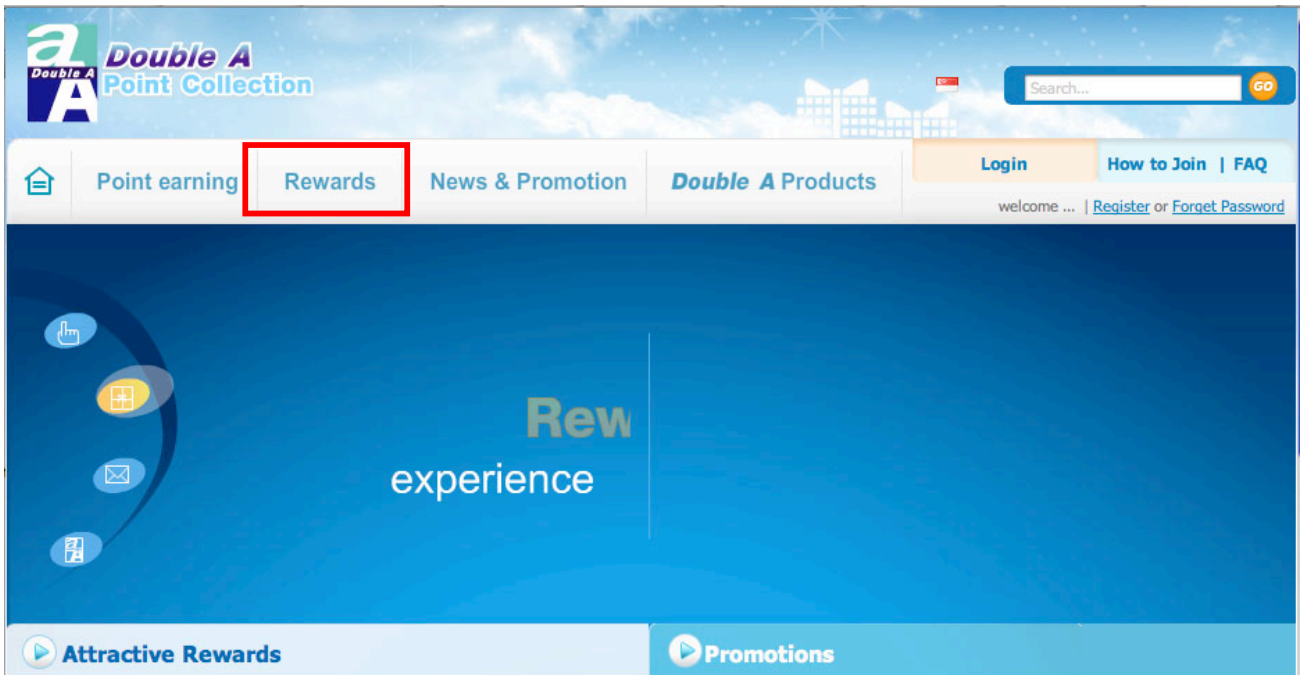 a
Double A
A
Double A
Point Collection
Search...
GO
Point earning
Rewards
News & Promotion
Double A Products
Login
How to Join | FAQ
welcome ... | Register or Forget Password
Rew
experience
a
A
Attractive Rewards
Promotions